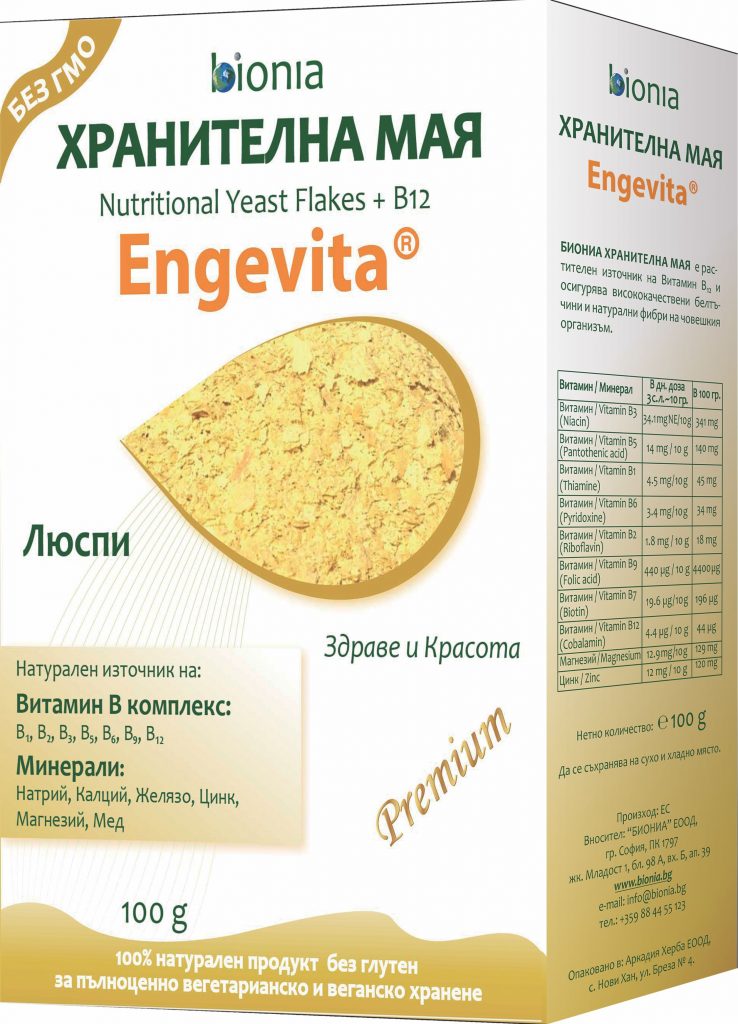 БЕЗ ГМО
bionia
ХРАНИТЕЛНА МАЯ
Nutritional Yeast Flakes + B12
Engevita®
Люспи
Здраве и Красота
Натурален източник на:
Витамин В комплекс:
B₁, B₂, B₃, B₅, B₆, B₉, B₁₂
Минерали:
Натрий, Калций, Желязо, Цинк,
Магнезий, Мед
Premium
100 g
100% натурален продукт без глутен
за пълноценно вегетарианско и веганско хранене
bionia
ХРАНИТЕЛНА МАЯ
Engevita®
БИОНИА ХРАНИТЕЛНА МАЯ е рас-
тителен източник на Витамин B₁₂ и
осигурява висококачествени белтъ-
чини и натурални фибри на човешкия
организъм.
Витамин / Минерал В дн. доза 3 с.л.~10 гр. В 100 гр.
Витамин / Vitamin B3 (Niacin) 34.1mgNE/10g 341 mg
Витамин / Vitamin B5 (Pantothenic acid) 14 mg / 10 g 140 mg
Витамин / Vitamin B1 (Thiamine) 4.5 mg/10 g 45 mg
Витамин / Vitamin B6 (Pyridoxine) 3.4 mg/10 g 34 mg
Витамин / Vitamin B2 (Riboflavin) 1.8 mg / 10 g 18 mg
Витамин / Vitamin B9 (Folic acid) 440 µg / 10 g 4400µg
Витамин / Vitamin B7 (Biotin) 19.6 µg/10g 196 µg
Витамин / Vitamin B12 (Cobalamin) 4.4 µg / 10 g 44 µg
Магнезий / Magnesium 12.9 mg/10 g 129 mg
Цинк / Zinc 12 mg / 10 g 120 mg
Нетно количество: ℮ 100 g
Да се съхранява на сухо и хладно място.
Произход: ЕС
Вносител: "БИОНИА" ЕООД,
гр. София, ПК 1797
жк. Младост 1, бл. 98 А, вх. Б, ап. 39
www.bionia.bg
e-mail: info@bionia.bg
тел.: +359 88 44 55 123
Опаковано в: Аркадия Херба ЕООД,
с. Нови Хан, ул. Бреза № 4.